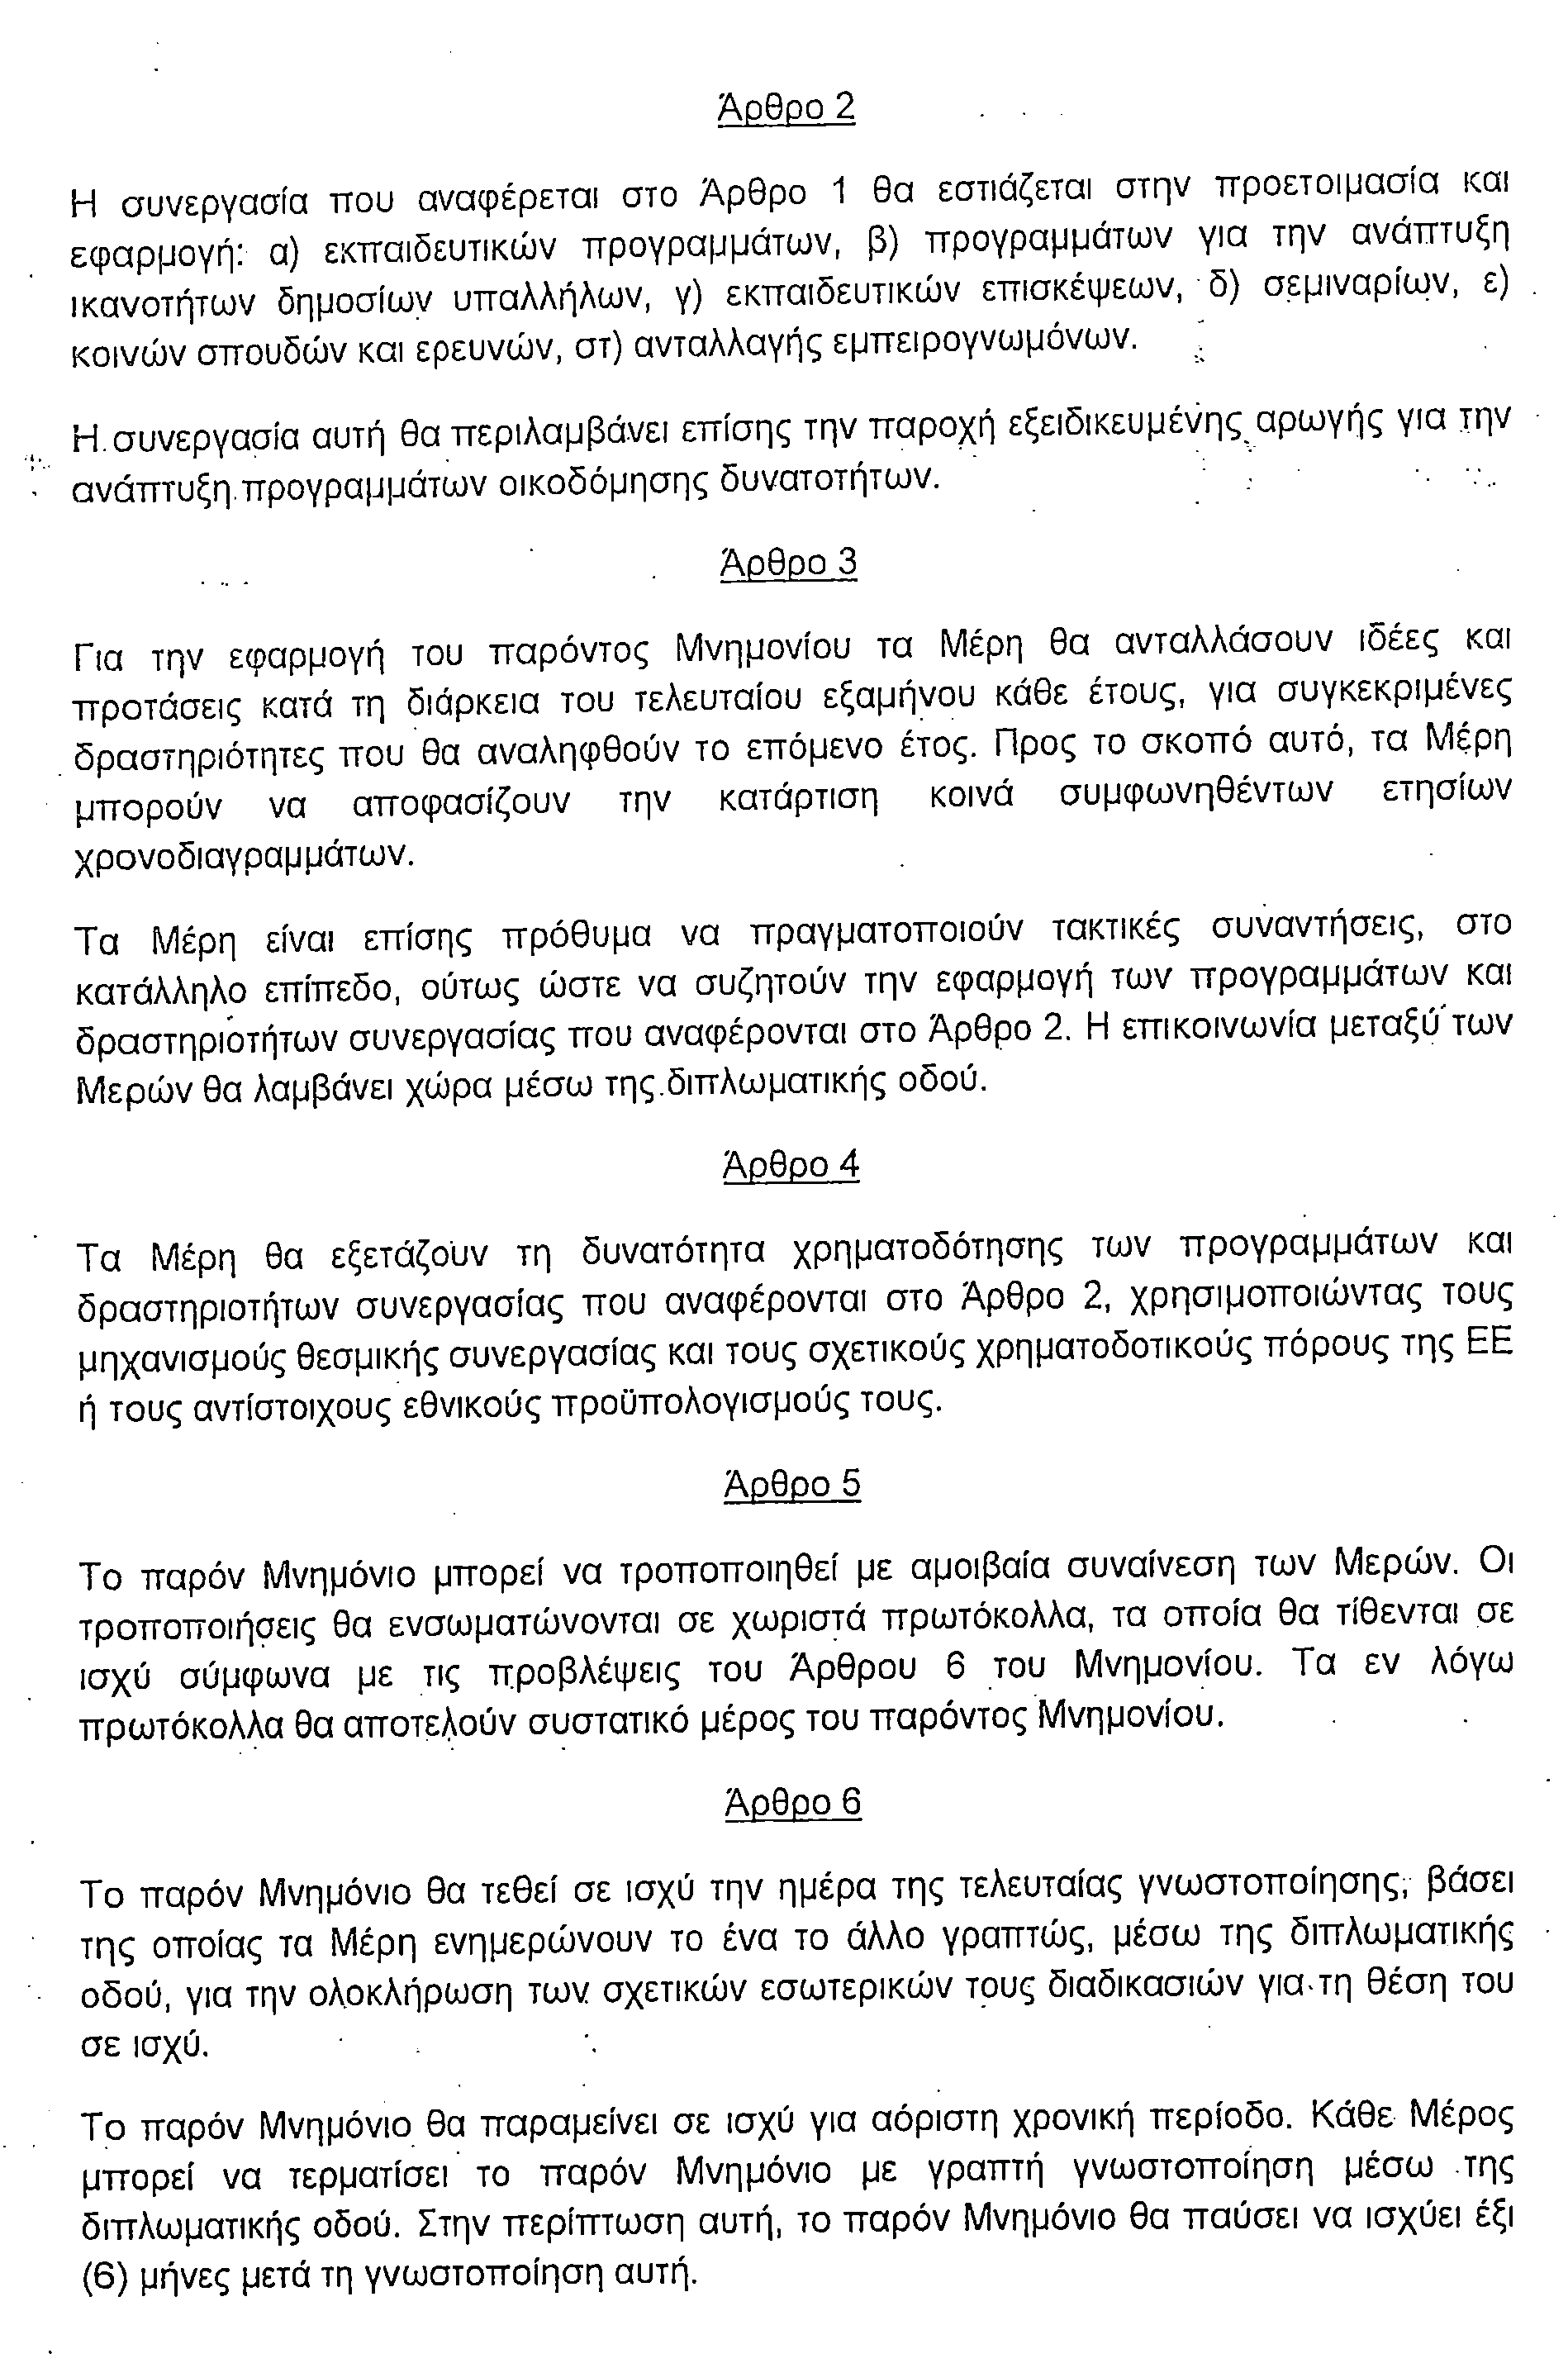 Άρθρο 2
Η συνεργασία που αναφέρεται στο Άρθρο 1 θα εστιάζεται στην προετοιμασία και
εφαρμογή: α) εκπαιδευτικών προγραμμάτων, β) προγραμμάτων για την ανάπτυξη
ικανοτήτων δημοσίων υπαλλήλων, γ) εκπαιδευτικών επισκέψεων, δ) σεμιναρίων, ε)
κοινών σπουδών και ερευνών, στ) ανταλλαγής εμπειρογνωμόνων.
Η συνεργασία αυτή θα περιλαμβάνει επίσης την παροχή εξειδικευμένης αρωγής για την
ανάπτυξη προγραμμάτων οικοδόμησης δυνατοτήτων.
Άρθρο 3
Για την εφαρμογή του παρόντος Μνημονίου τα Μέρη θα ανταλλάσουν ιδέες και
προτάσεις κατά τη διάρκεια του τελευταίου εξαμήνου κάθε έτους, για συγκεκριμένες
δραστηριότητες που θα αναληφθούν το επόμενο έτος. Προς το σκοπό αυτό, τα Μέρη
μπορούν να αποφασίζουν την κατάρτιση κοινά συμφωνηθέντων ετησίων
χρονοδιαγραμμάτων.
Τα Μέρη είναι επίσης πρόθυμα να πραγματοποιούν τακτικές συναντήσεις, στο
κατάλληλο επίπεδο, ούτως ώστε να συζητούν την εφαρμογή των προγραμμάτων και
δραστηριοτήτων συνεργασίας που αναφέρονται στο Άρθρο 2. Η επικοινωνία μεταξύ των
Μερών θα λαμβάνει χώρα μέσω της διπλωματικής οδού.
Άρθρο 4
Τα Μέρη θα εξετάζουν τη δυνατότητα χρηματοδότησης των προγραμμάτων και
δραστηριοτήτων συνεργασίας που αναφέρονται στο Άρθρο 2, χρησιμοποιώντας τους
μηχανισμούς θεσμικής συνεργασίας και τους σχετικούς χρηματοδοτικούς πόρους της ΕΕ
ή τους αντίστοιχους εθνικούς προϋπολογισμούς τους.
Άρθρο 5
Το παρόν Μνημόνιο μπορεί να τροποποιηθεί με αμοιβαία συναίνεση των Μερών. Οι
τροποποιήσεις θα ενσωματώνονται σε χωριστά πρωτόκολλα, τα οποία θα τίθενται σε
ισχύ σύμφωνα με τις προβλέψεις του Άρθρου 6 του Μνημονίου. Τα εν λόγω
πρωτόκολλα θα αποτελούν συστατικό μέρος του παρόντος Μνημονίου.
Άρθρο 6
Το παρόν Μνημόνιο θα τεθεί σε ισχύ την ημέρα της τελευταίας γνωστοποίησης, βάσει
της οποίας τα Μέρη ενημερώνουν το ένα το άλλο γραπτώς, μέσω της διπλωματικής
οδού, για την ολοκλήρωση των σχετικών εσωτερικών τους διαδικασιών για τη θέση του
σε ισχύ.
Το παρόν Μνημόνιο θα παραμείνει σε ισχύ για αόριστη χρονική περίοδο. Κάθε Μέρος
μπορεί να τερματίσει το παρόν Μνημόνιο με γραπτή γνωστοποίηση μέσω της
διπλωματικής οδού. Στην περίπτωση αυτή, το παρόν Μνημόνιο θα παύσει να ισχύει έξι
(6) μήνες μετά τη γνωστοποίηση αυτή.